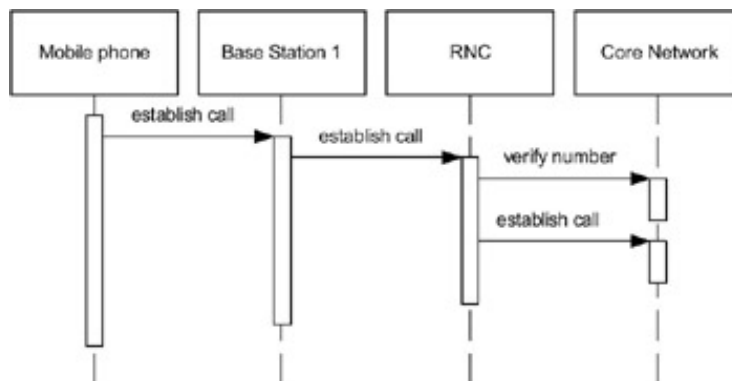 Mobile phone
Base Station 1
RNC
Core Network
establish call
establish call
verify number
establish call